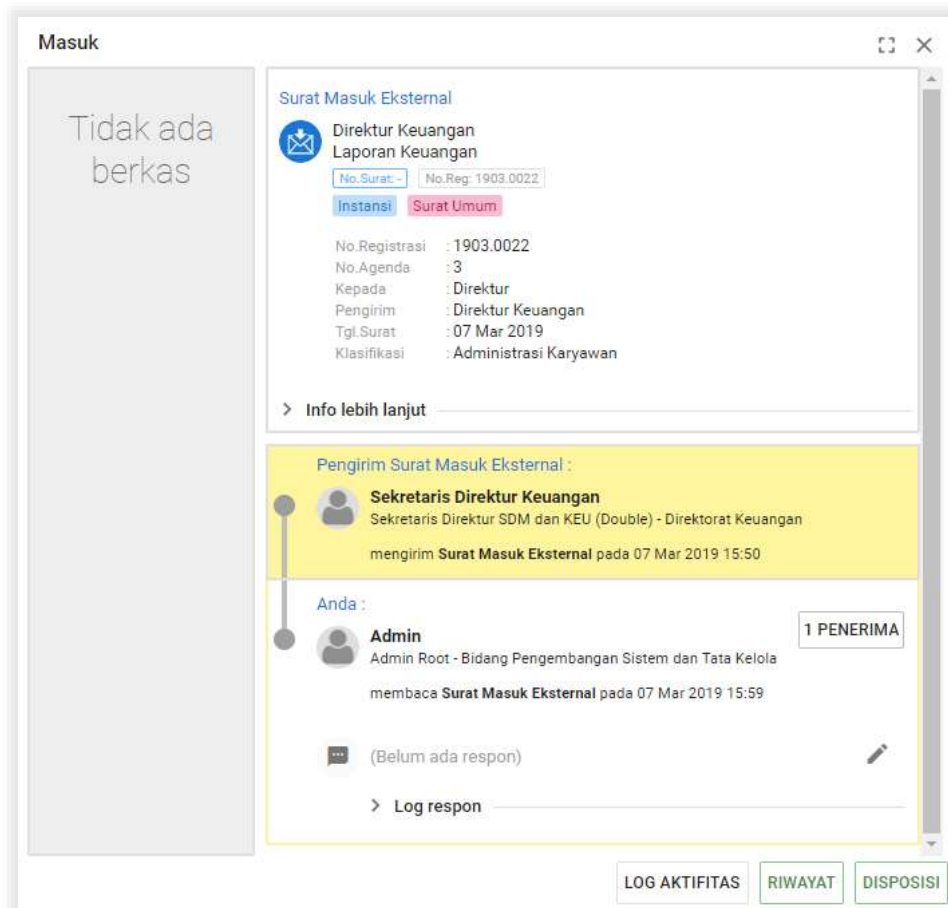 Masuk
Tidak ada
berkas
Surat Masuk Eksternal
Direktur Keuangan
Laporan Keuangan
No.Surat: - No.Reg: 1903.0022
Instansi Surat Umum
No.Registrasi : 1903.0022
No.Agenda : 3
Kepada : Direktur
Pengirim : Direktur Keuangan
Tgl.Surat : 07 Mar 2019
Klasifikasi : Administrasi Karyawan
Info lebih lanjut
Pengirim Surat Masuk Eksternal :
Sekretaris Direktur Keuangan
Sekretaris Direktur SDM dan KEU (Double) - Direktorat Keuangan
mengirim Surat Masuk Eksternal pada 07 Mar 2019 15:50
Anda :
1 PENERIMA
Admin
Admin Root - Bidang Pengembangan Sistem dan Tata Kelola
membaca Surat Masuk Eksternal pada 07 Mar 2019 15:59
(Belum ada respon)
Log respon
LOG AKTIFITAS RIWAYAT DISPOSISI